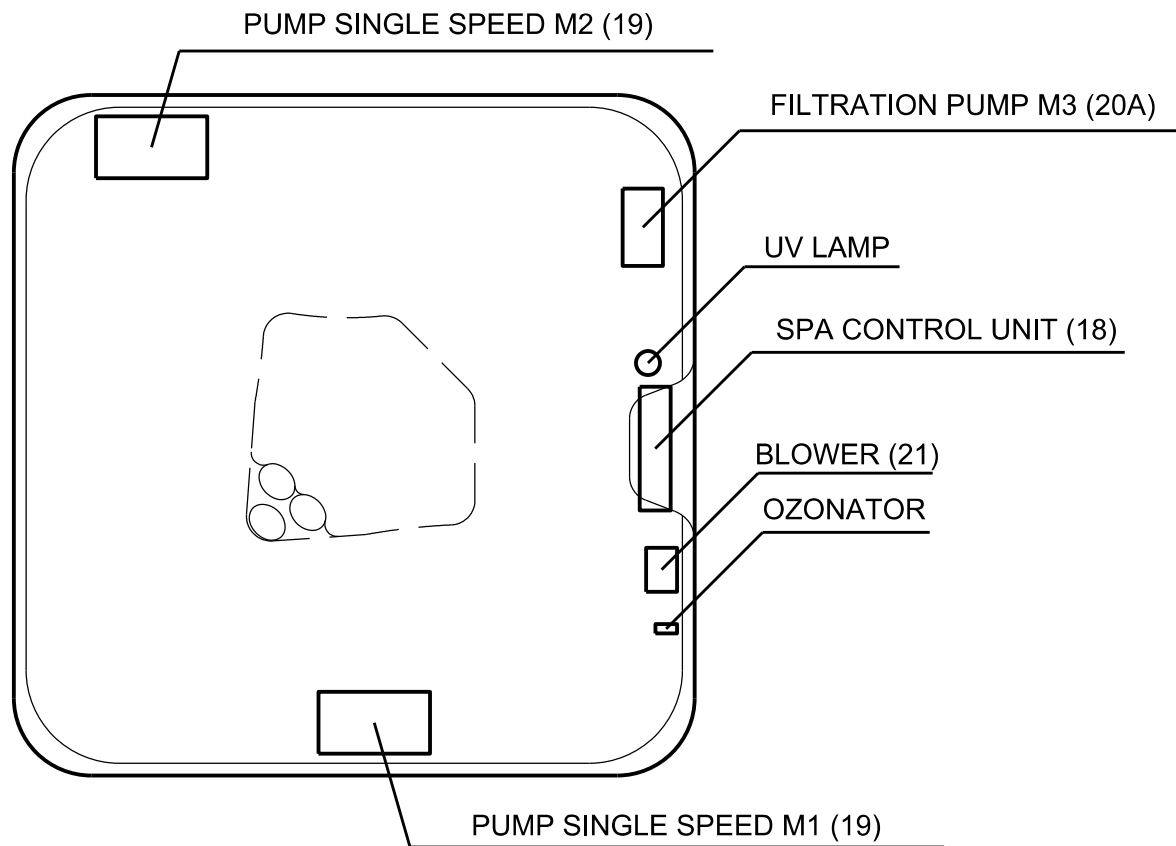 PUMP SINGLE SPEED M2 (19)
FILTRATION PUMP M3 (20A)
UV LAMP
SPA CONTROL UNIT (18)
BLOWER (21)
OZONATOR
PUMP SINGLE SPEED M1 (19)